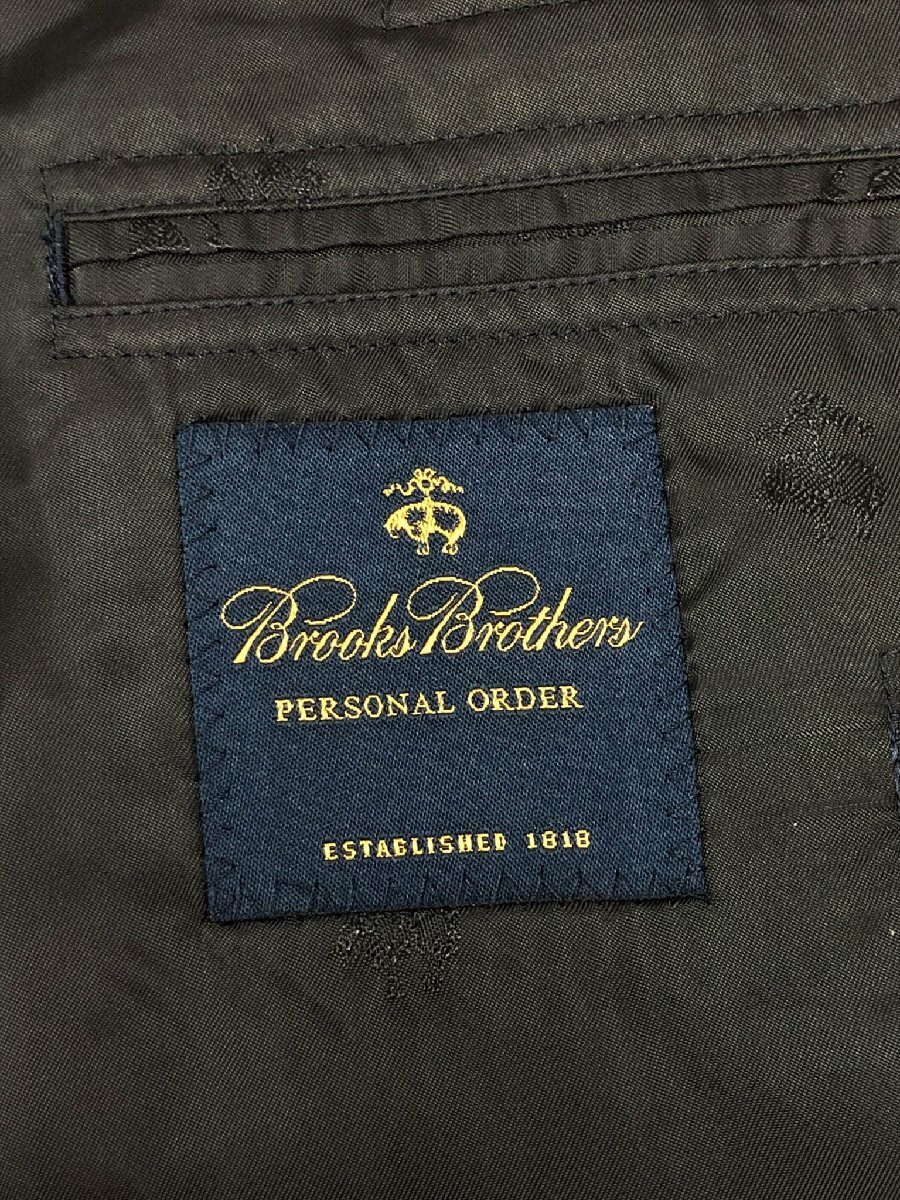 Brooks Brothers
PERSONAL ORDER
ESTABLISHED 1818